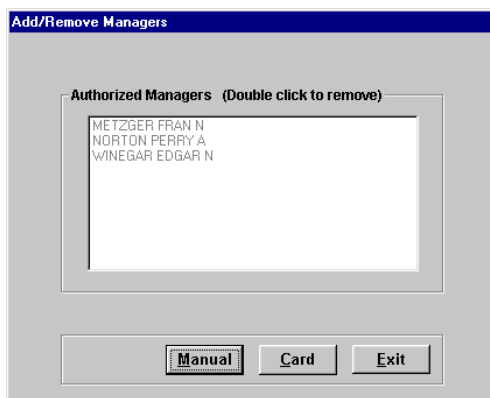 Add/Remove Managers
Authorized Managers (Double click to remove)
METZGER FRAN N
NORTON PERRY A
WINEGAR EDGAR N
Manual Card Exit